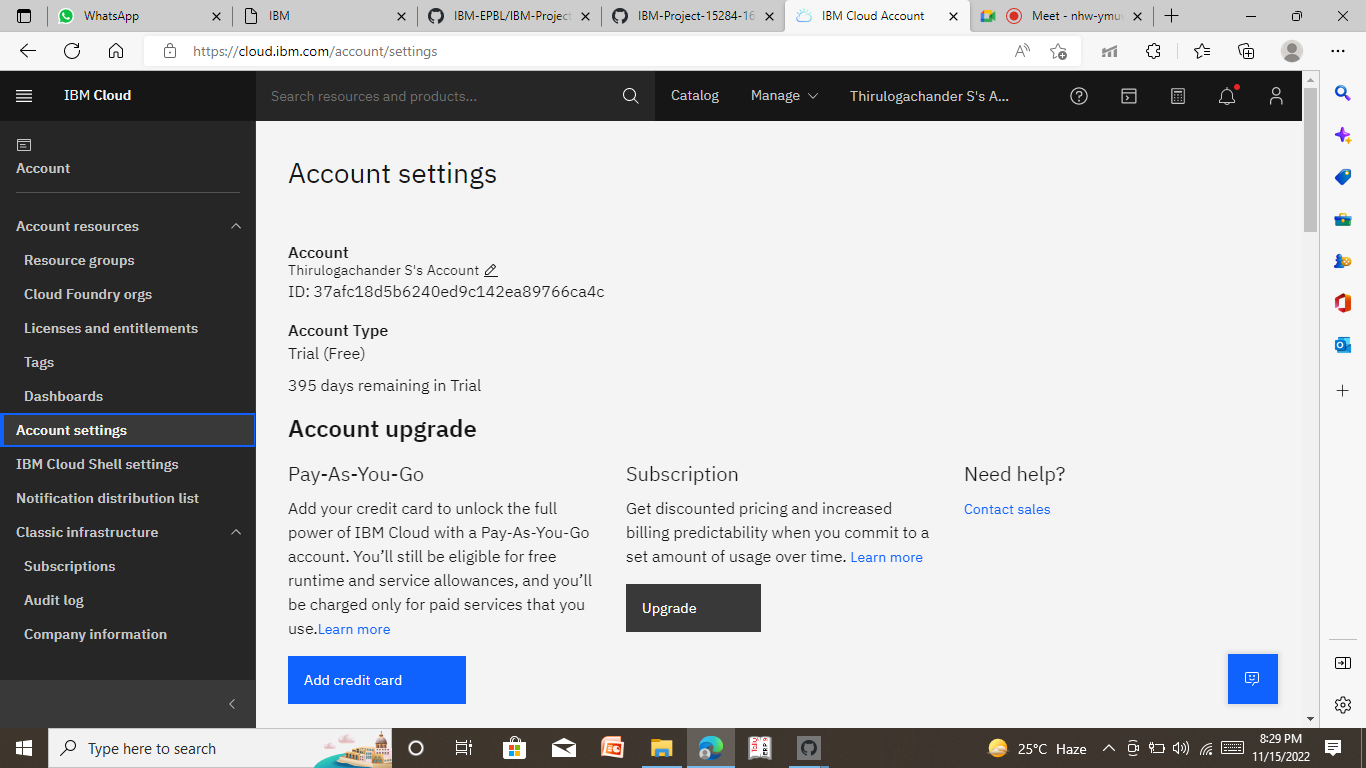 WhatsApp
IBM
IBM-EPBL/IBM-Project
IBM-Project-15284-16
IBM Cloud Account
Meet - nhw-ymu
https://cloud.ibm.com/account/settings
IBM Cloud
Search resources and products...
Catalog
Manage
Thirulogachander S's A...
Account
Account resources
Resource groups
Cloud Foundry orgs
Licenses and entitlements
Tags
Dashboards
Account settings
IBM Cloud Shell settings
Notification distribution list
Classic infrastructure
Subscriptions
Audit log
Company information
Account settings
Account
Thirulogachander S's Account
ID: 37afc18d5b6240ed9c142ea89766ca4c
Account Type
Trial (Free)
395 days remaining in Trial
Account upgrade
Pay-As-You-Go
Add your credit card to unlock the full
power of IBM Cloud with a Pay-As-You-Go
account. You’ll still be eligible for free
runtime and service allowances, and you’ll
be charged only for paid services that you
use.Learn more
Add credit card
Subscription
Get discounted pricing and increased
billing predictability when you commit to a
set amount of usage over time. Learn more
Upgrade
Need help?
Contact sales
Type here to search
25°C Haze
8:29 PM
11/15/2022